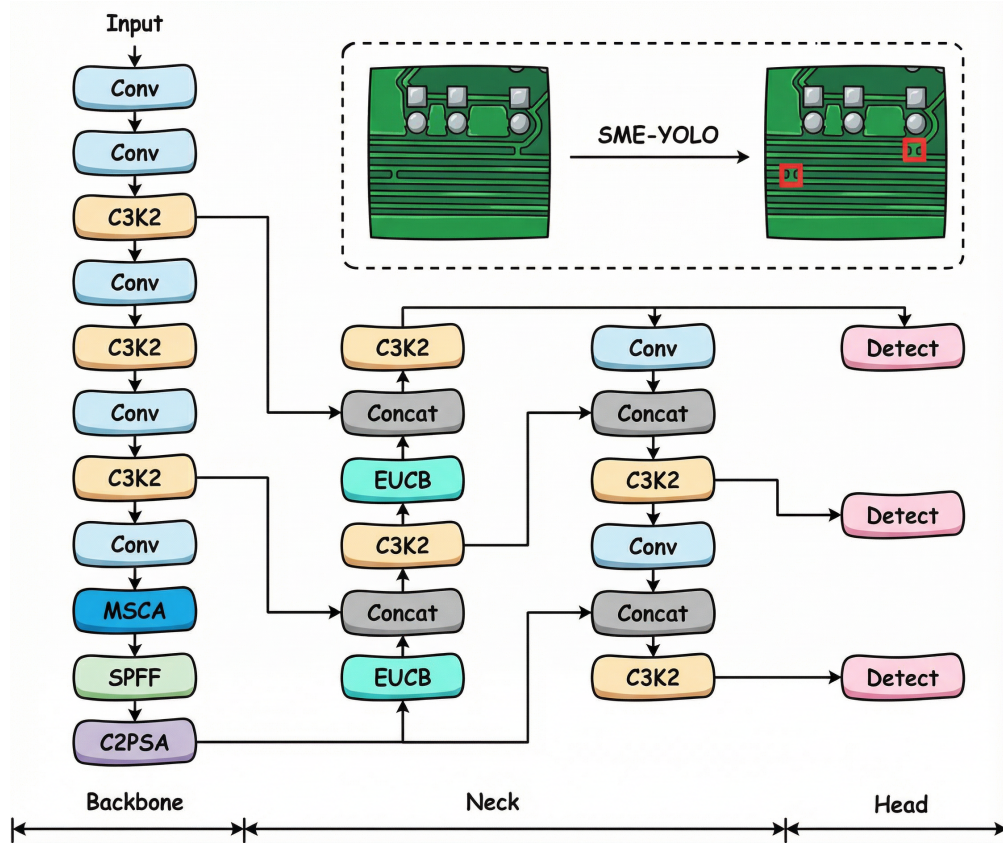 Input
Conv
Conv
C3K2
Conv
C3K2
Conv
C3K2
Conv
MSCA
SPFF
C2PSA
SME-YOLO
C3K2
Concat
EUCB
C3K2
Concat
EUCB
Conv
Concat
C3K2
Conv
Concat
C3K2
Detect
Detect
Detect
Backbone
Neck
Head